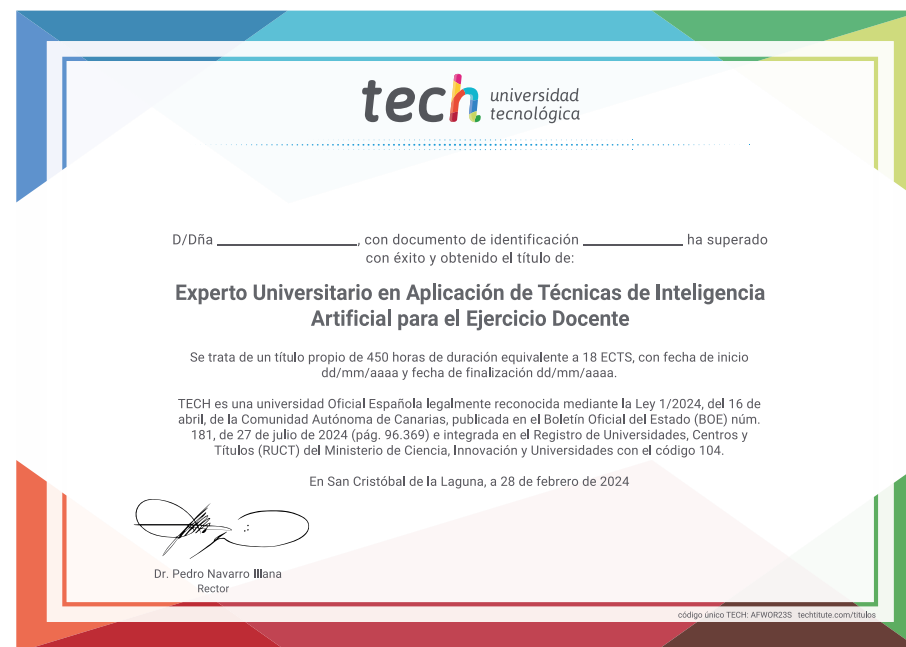 tech universidad
tecnológica
D/Dña ____________________, con documento de identificación ______________ ha superado
con éxito y obtenido el título de:
Experto Universitario en Aplicación de Técnicas de Inteligencia
Artificial para el Ejercicio Docente
Se trata de un título propio de 450 horas de duración equivalente a 18 ECTS, con fecha de inicio
dd/mm/aaaa y fecha de finalización dd/mm/aaaa.
TECH es una universidad Oficial Española legalmente reconocida mediante la Ley 1/2024, del 16 de
abril, de la Comunidad Autónoma de Canarias, publicada en el Boletín Oficial del Estado (BOE) núm.
181, de 27 de julio de 2024 (pág. 96.369) e integrada en el Registro de Universidades, Centros y
Títulos (RUCT) del Ministerio de Ciencia, Innovación y Universidades con el código 104.
En San Cristóbal de la Laguna, a 28 de febrero de 2024
Dr. Pedro Navarro Illana
Rector
código único TECH: AFWOR23S techtitute.com/titulos